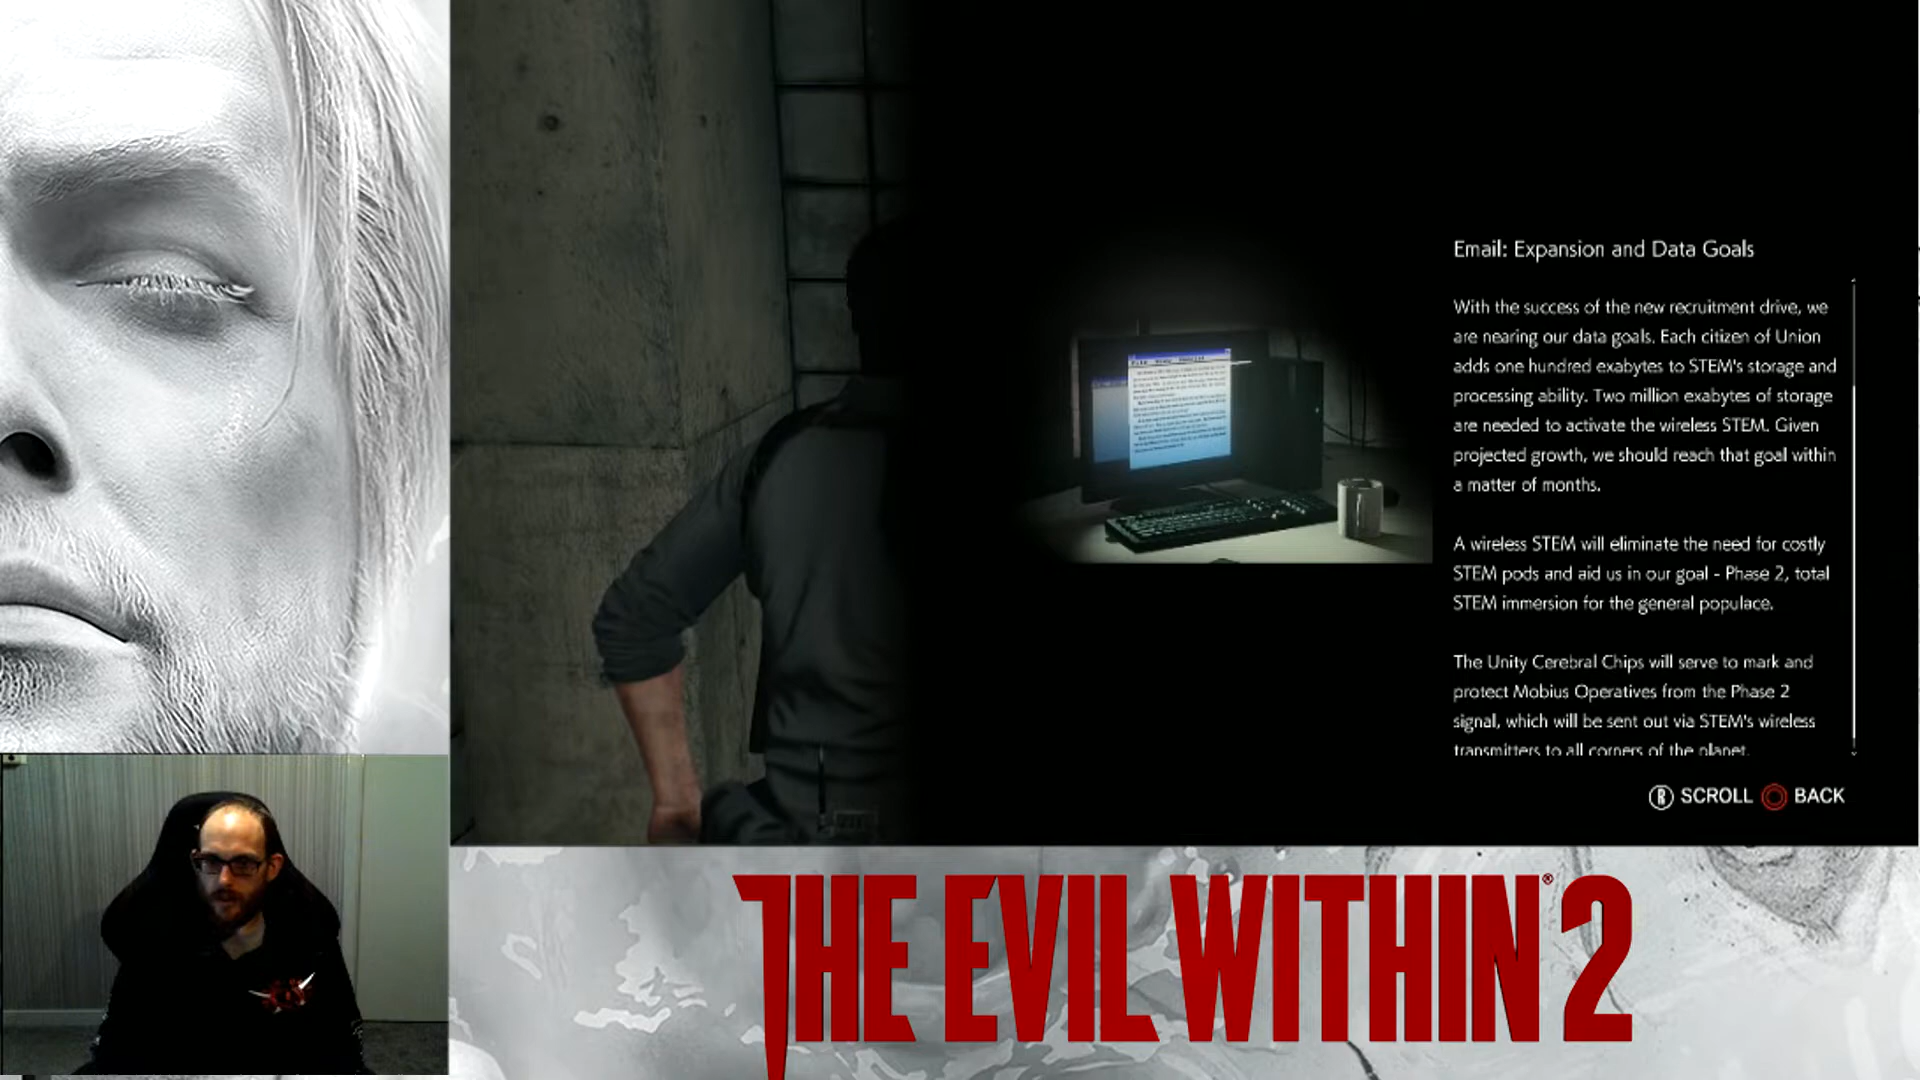 Email: Expansion and Data Goals
With the success of the new recruitment drive, we
are nearing our data goals. Each citizen of Union
adds one hundred exabytes to STEM's storage and
processing ability. Two million exabytes of storage
are needed to activate the wireless STEM. Given
projected growth, we should reach that goal within
a matter of months.
A wireless STEM will eliminate the need for costly
STEM pods and aid us in our goal - Phase 2, total
STEM immersion for the general populace.
The Unity Cerebral Chips will serve to mark and
protect Mobius Operatives from the Phase 2
signal, which will be sent out via STEM's wireless
transmitters to all corners of the planet.
R SCROLL BACK
THE EVIL WITHIN® 2